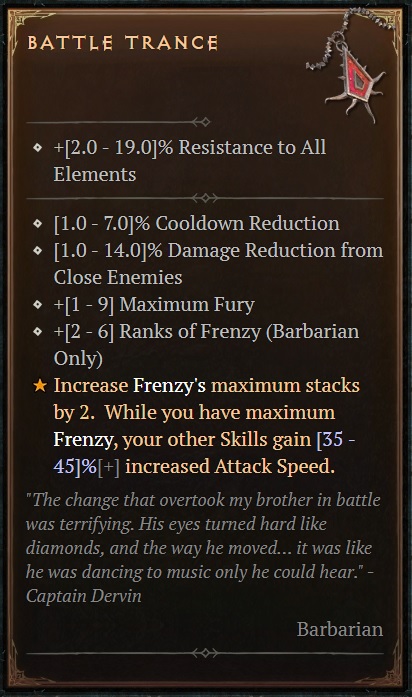 BATTLE TRANCE
+[2.0 - 19.0]% Resistance to All
Elements
[1.0 - 7.0]% Cooldown Reduction
[1.0 - 14.0]% Damage Reduction from
Close Enemies
+[1 - 9] Maximum Fury
+[2 - 6] Ranks of Frenzy (Barbarian
Only)
Increase Frenzy's maximum stacks
by 2. While you have maximum
Frenzy, your other Skills gain [35 -
45]%[+] increased Attack Speed.
"The change that overtook my brother in battle
was terrifying. His eyes turned hard like
diamonds, and the way he moved... it was like
he was dancing to music only he could hear." -
Captain Dervin
Barbarian